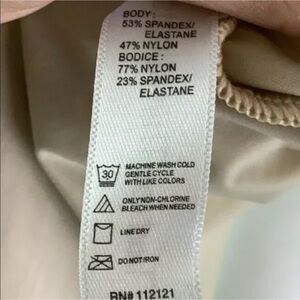 BODY:
53% SPANDEX/
ELASTANE
47% NYLON
BODICE:
77% NYLON
23% SPANDEX/
ELASTANE
30
MACHINE WASH COLD
GENTLE CYCLE
WITH LIKE COLORS
ONLY NON-CHLORINE
BLEACH WHEN NEEDED
LINE DRY
DO NOT IRON
RN# 112121